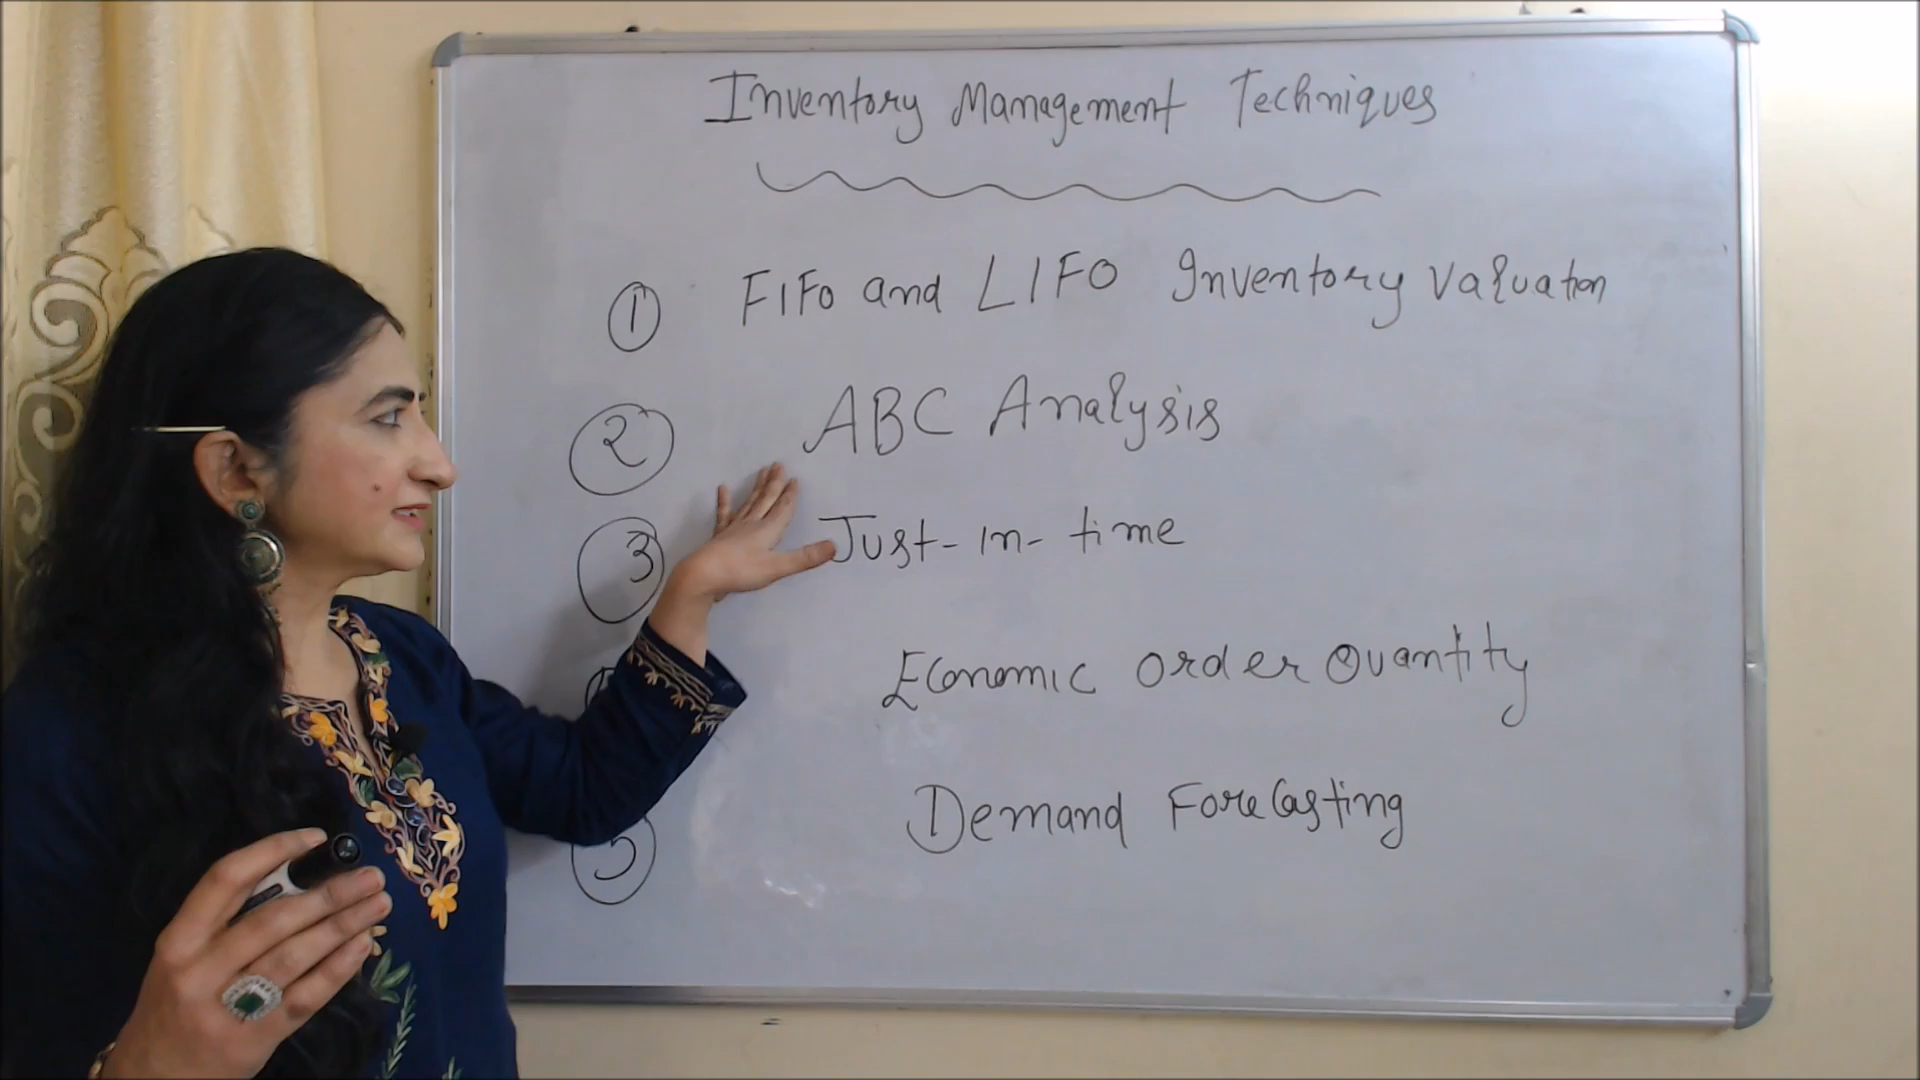 Inventory Management Techniques
1 FIFO and LIFO Inventory Valuation
2 ABC Analysis
3 Just-in-time
Economic Order Quantity
5 Demand Forecasting